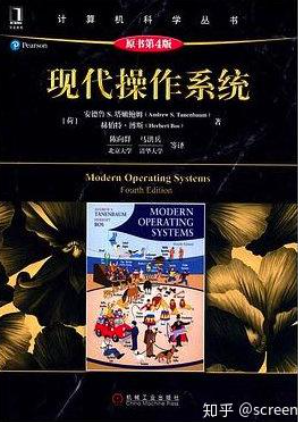 计算机科学丛书
Pearson
原书第4版
现代操作系统
[荷] 安德鲁 S. 塔嫩鲍姆 (Andrew S. Tanenbaum)
赫伯特·博斯 (Herbert Bos) 著
陈向群 马洪兵 等译
北京大学 清华大学
Modern Operating Systems
Fourth Edition
ANDREW S.
TANENBAUM
HERBERT
BOS
MODERN
OPERATING
SYSTEMS
机械工业出版社
China Machine Press
知乎 @screen